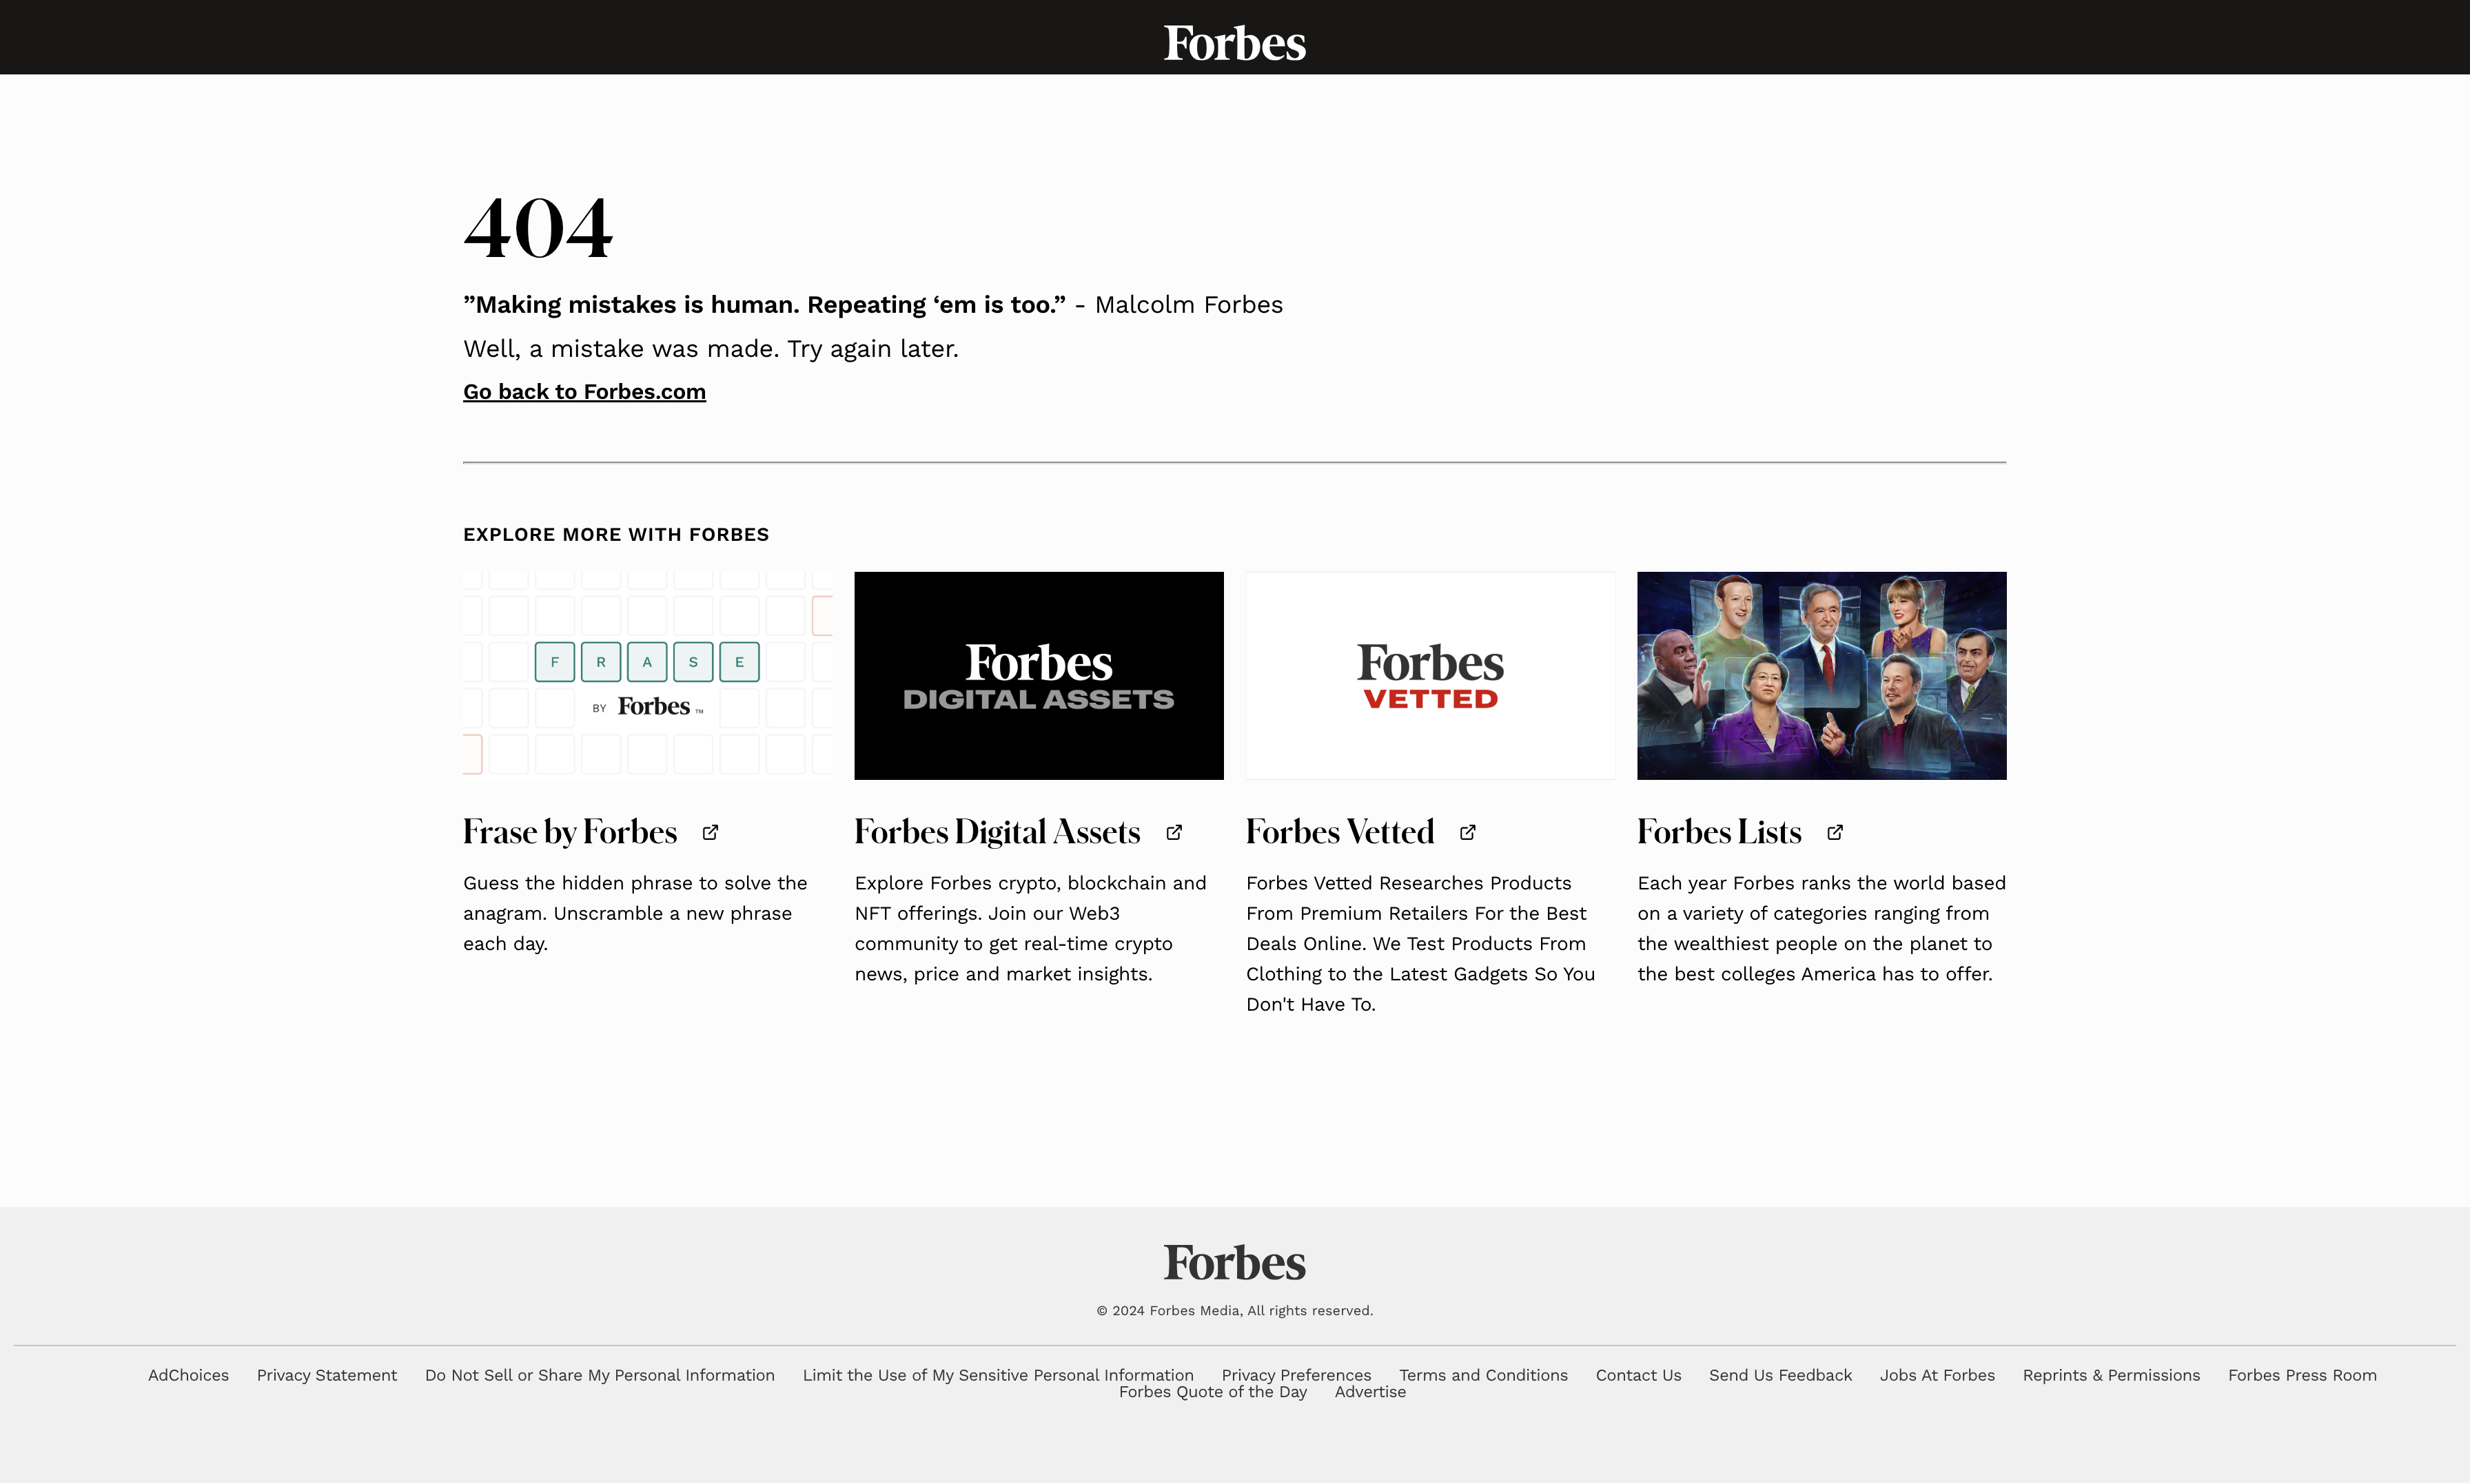 Forbes
404
”Making mistakes is human. Repeating ‘em is too.” - Malcolm Forbes
Well, a mistake was made. Try again later.
Go back to Forbes.com
EXPLORE MORE WITH FORBES
F R A S E
BY Forbes ™
Forbes
DIGITAL ASSETS
Forbes
VETTED
Frase by Forbes
Guess the hidden phrase to solve the
anagram. Unscramble a new phrase
each day.
Forbes Digital Assets
Explore Forbes crypto, blockchain and
NFT offerings. Join our Web3
community to get real-time crypto
news, price and market insights.
Forbes Vetted
Forbes Vetted Researches Products
From Premium Retailers For the Best
Deals Online. We Test Products From
Clothing to the Latest Gadgets So You
Don't Have To.
Forbes Lists
Each year Forbes ranks the world based
on a variety of categories ranging from
the wealthiest people on the planet to
the best colleges America has to offer.
Forbes
© 2024 Forbes Media, All rights reserved.
AdChoices Privacy Statement Do Not Sell or Share My Personal Information Limit the Use of My Sensitive Personal Information Privacy Preferences Terms and Conditions Contact Us Send Us Feedback Jobs At Forbes Reprints & Permissions Forbes Press Room
Forbes Quote of the Day Advertise